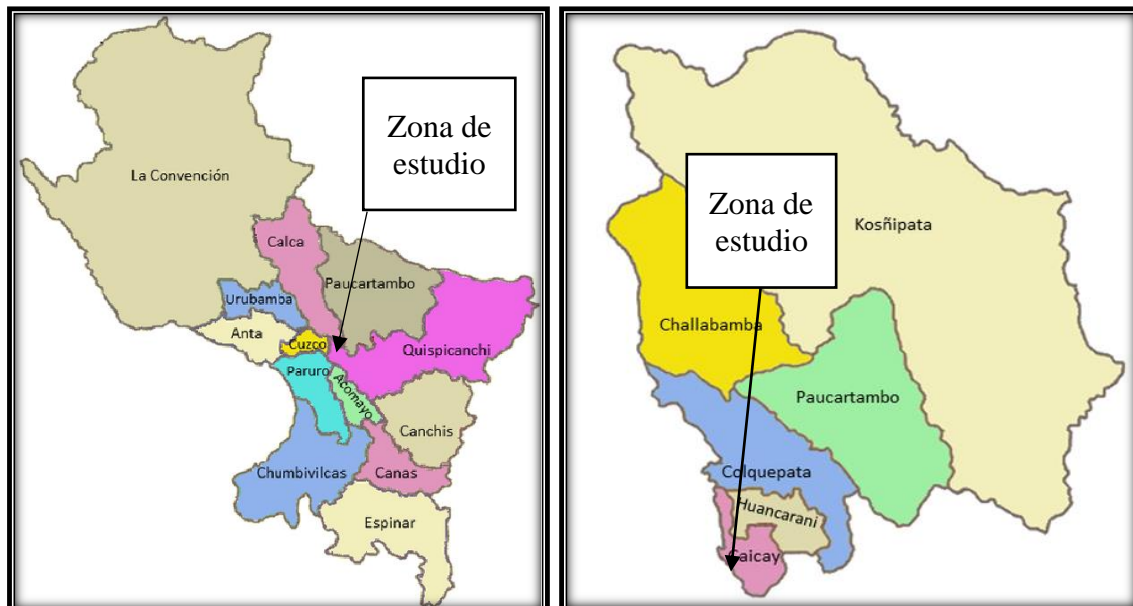 Zona de
estudio
La Convención
Calca
Paucartambo
Urubamba
Anta
Cuzco
Quispicanchi
Paruro
Acomayo
Canchis
Chumbivilcas
Canas
Espinar
Zona de
estudio
Kosñipata
Challabamba
Paucartambo
Colquepata
Huancarani
Caicay